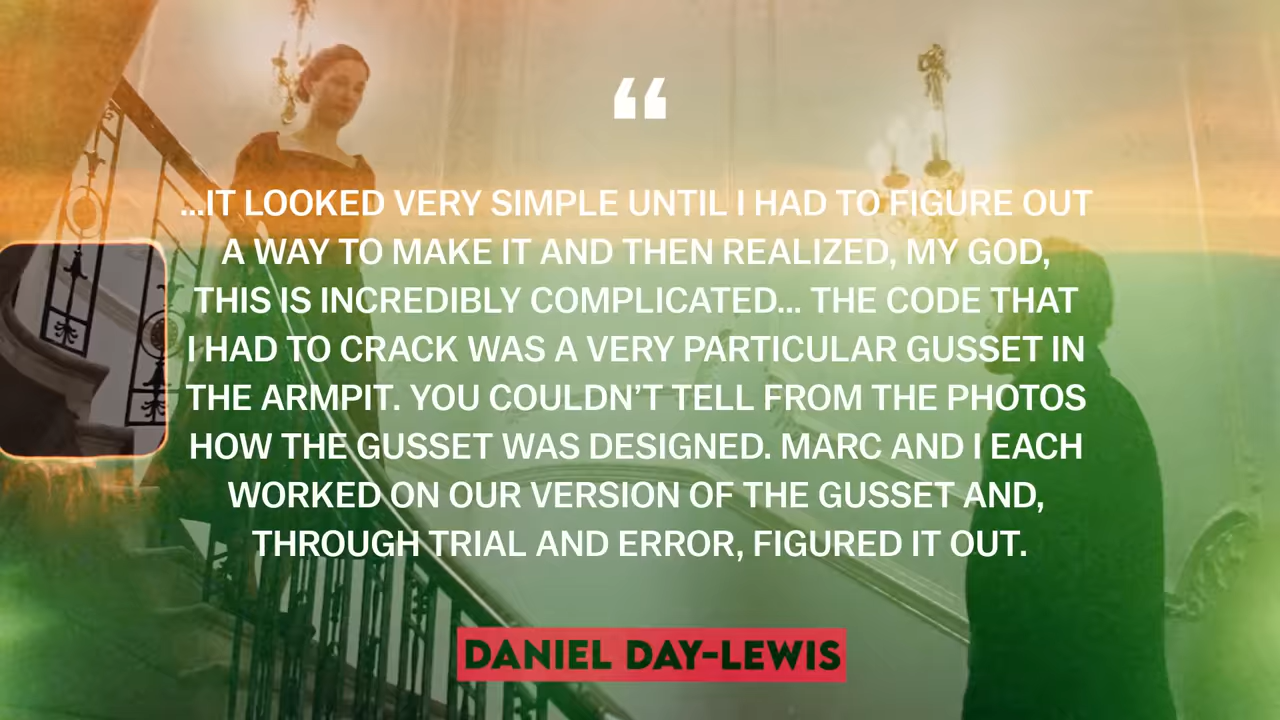 “
...IT LOOKED VERY SIMPLE UNTIL I HAD TO FIGURE OUT
A WAY TO MAKE IT AND THEN REALIZED, MY GOD,
THIS IS INCREDIBLY COMPLICATED... THE CODE THAT
I HAD TO CRACK WAS A VERY PARTICULAR GUSSET IN
THE ARMPIT. YOU COULDN’T TELL FROM THE PHOTOS
HOW THE GUSSET WAS DESIGNED. MARC AND I EACH
WORKED ON OUR VERSION OF THE GUSSET AND,
THROUGH TRIAL AND ERROR, FIGURED IT OUT.
DANIEL DAY-LEWIS